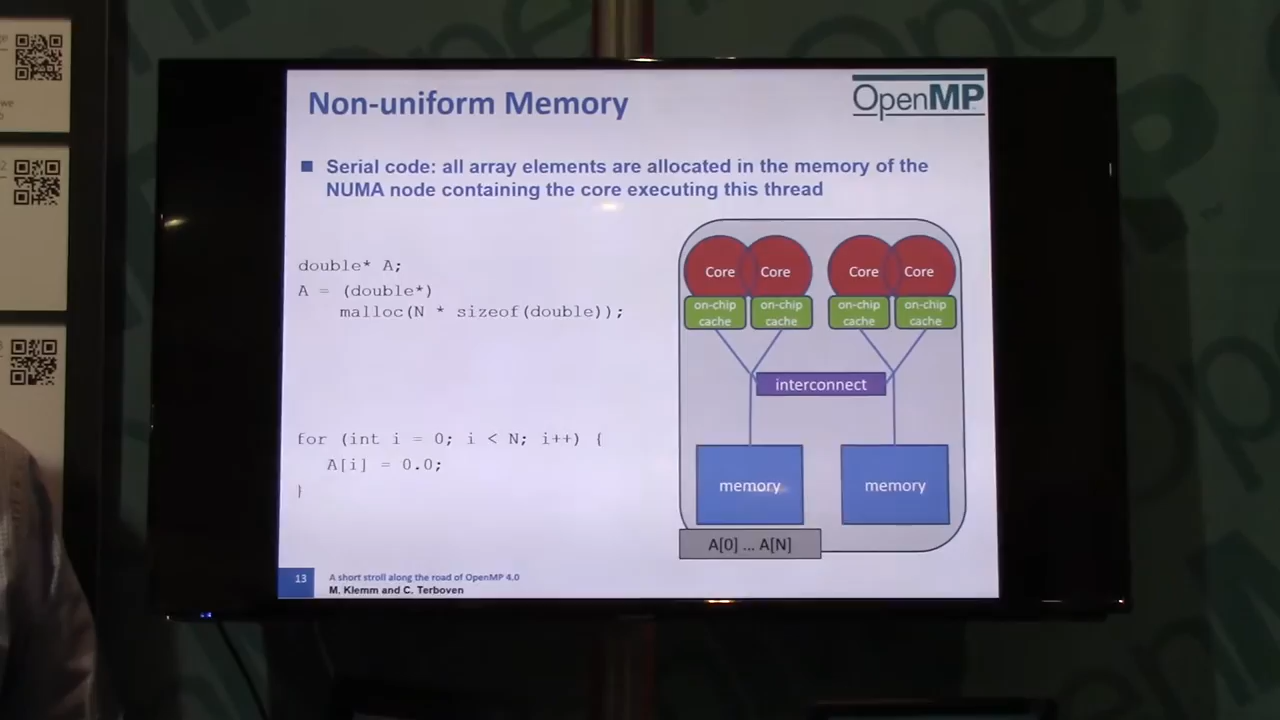 Non-uniform Memory
OpenMP
Serial code: all array elements are allocated in the memory of the
NUMA node containing the core executing this thread
double* A;
A = (double*)
malloc(N * sizeof(double));
for (int i = 0; i < N; i++) {
A[i] = 0.0;
}
Core Core Core Core
on-chip cache on-chip cache on-chip cache on-chip cache
interconnect
memory memory
A[0] ... A[N]
13
A short stroll along the road of OpenMP 4.0
M. Klemm and C. Terboven